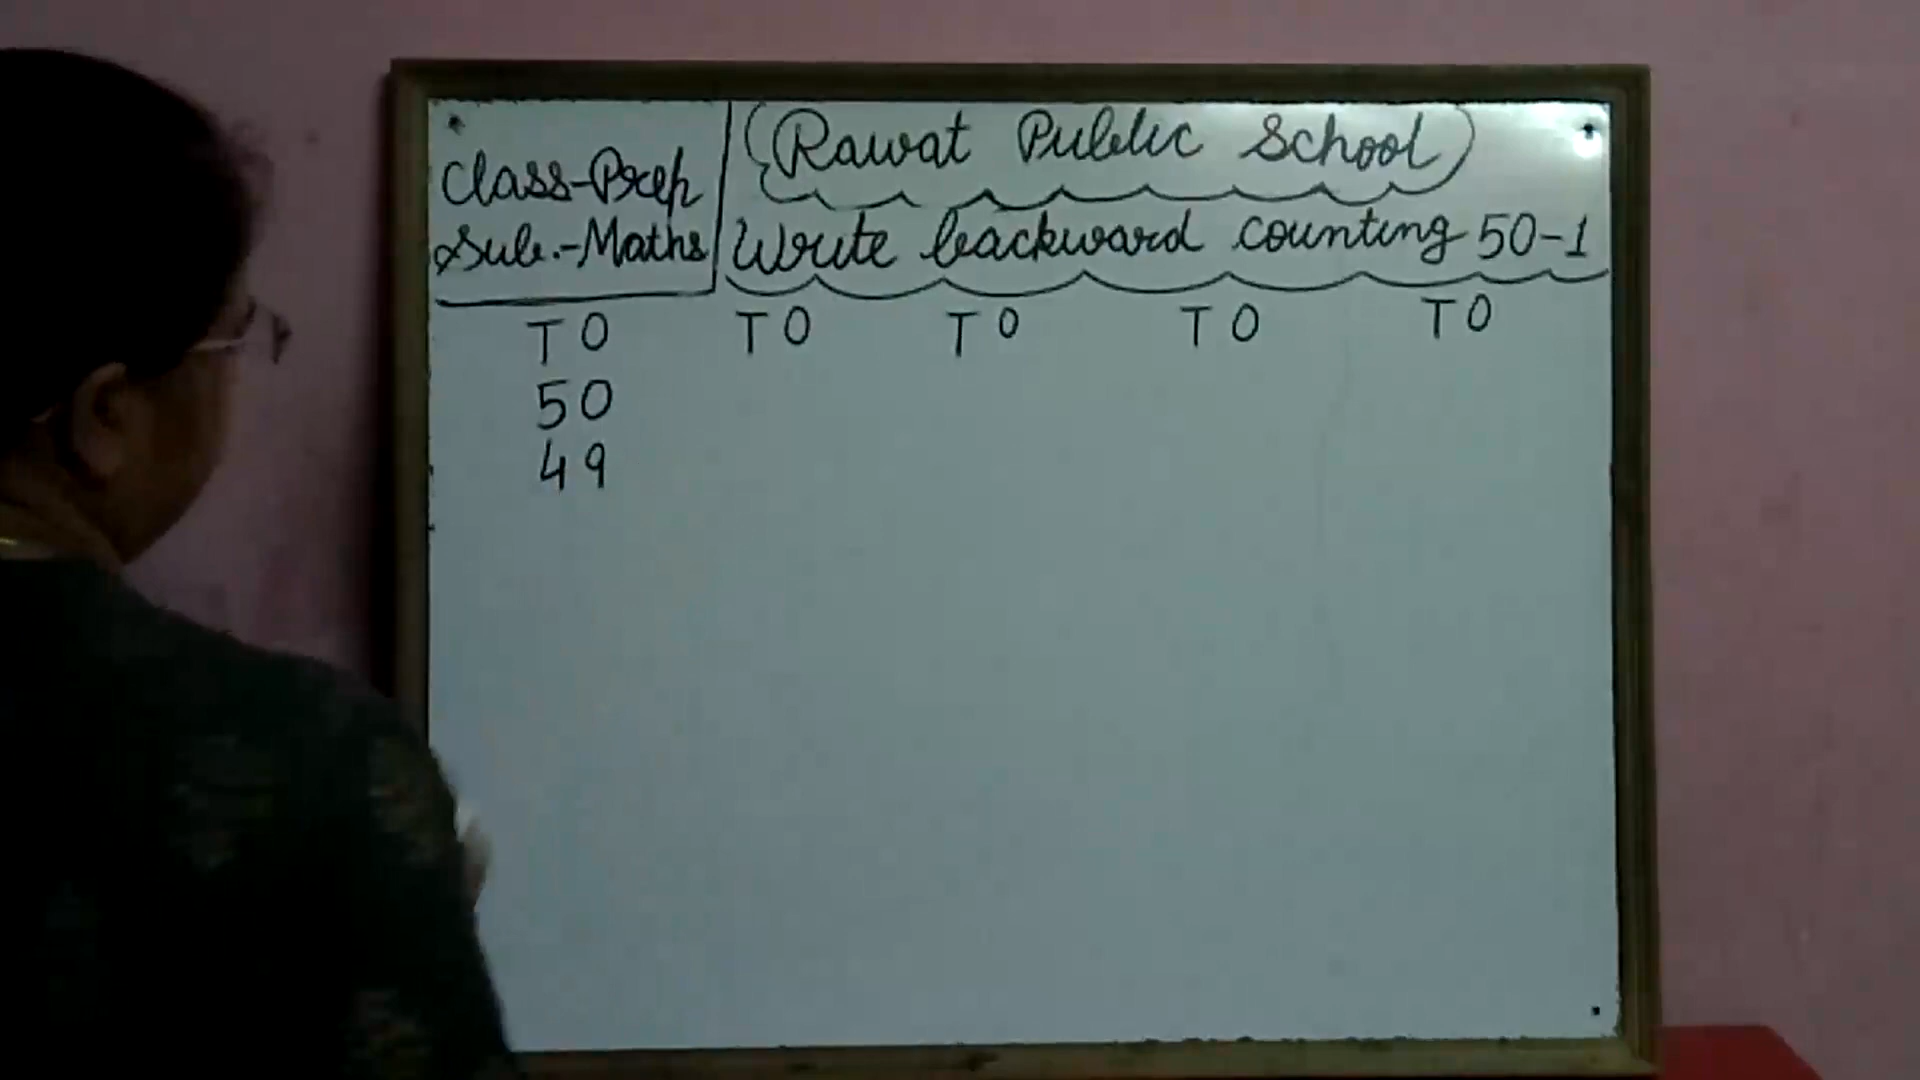 Class-Prep
Sub.-Maths
Rawat Public School
Write backward counting 50-1
T O T O T O T O T O
50
49